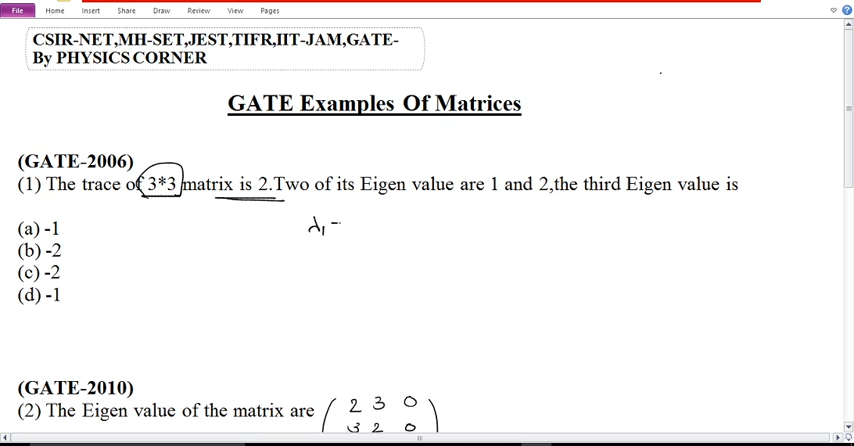 File Home Insert Share Draw Review View Pages
CSIR-NET,MH-SET,JEST,TIFR,IIT-JAM,GATE-
By PHYSICS CORNER
GATE Examples Of Matrices
(GATE-2006)
(1) The trace of 3*3 matrix is 2.Two of its Eigen value are 1 and 2,the third Eigen value is
λ₁ -
(a) -1
(b) -2
(c) -2
(d) -1
(GATE-2010)
(2) The Eigen value of the matrix are
2 3 0
3 2 0